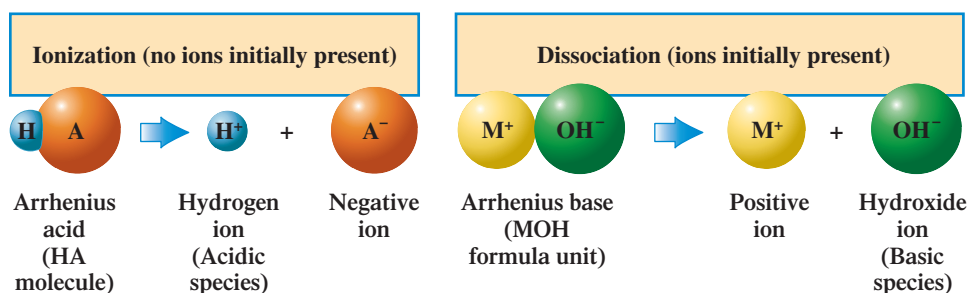 Ionization (no ions initially present)
H A H⁺ + A⁻
Arrhenius
acid
(HA
molecule)
Hydrogen
ion
(Acidic
species)
Negative
ion
Dissociation (ions initially present)
M⁺ OH⁻ M⁺ + OH⁻
Arrhenius base
(MOH
formula unit)
Positive
ion
Hydroxide
ion
(Basic
species)